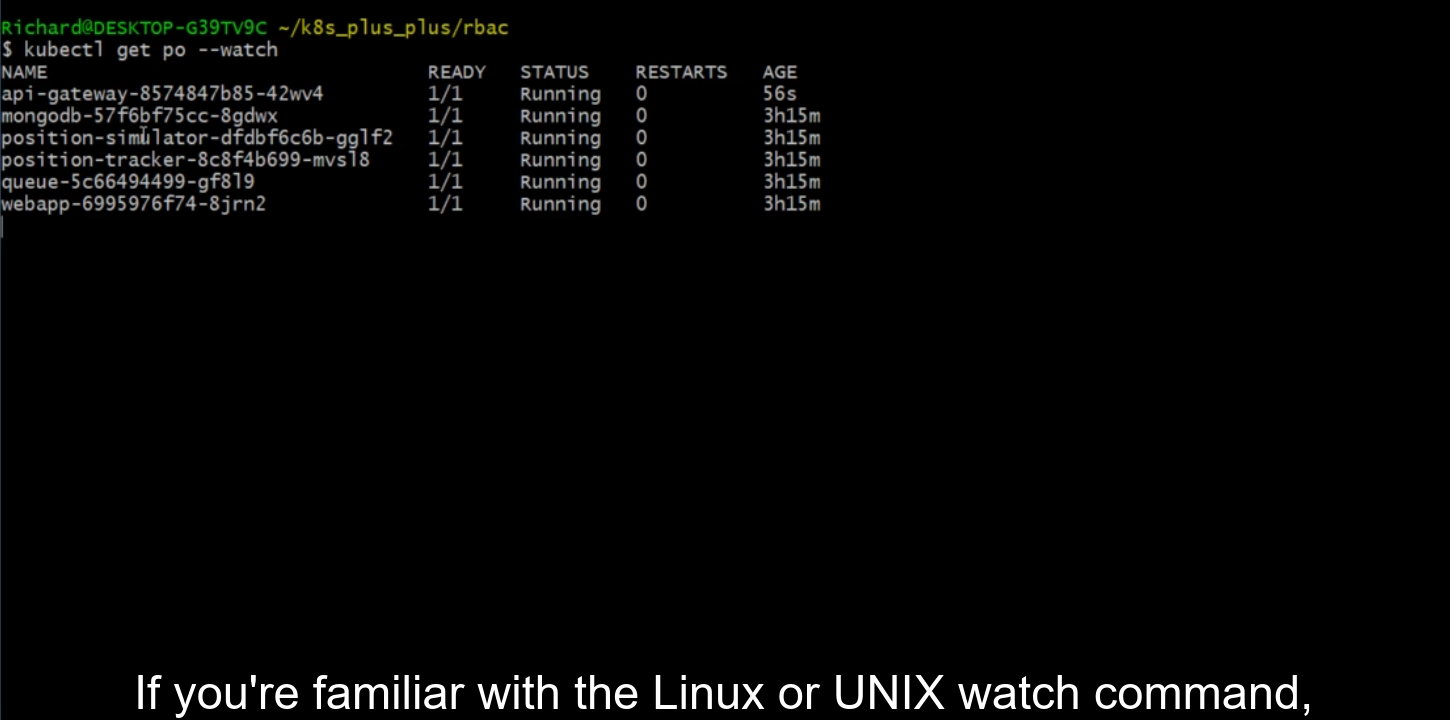 Richard@DESKTOP-G39TV9C ~/k8s_plus_plus/rbac
$ kubectl get po --watch
NAME READY STATUS RESTARTS AGE
api-gateway-8574847b85-42wv4 1/1 Running 0 56s
mongodb-57f6bf75cc-8gdwx 1/1 Running 0 3h15m
position-simulator-dfdbf6c6b-gglf2 1/1 Running 0 3h15m
position-tracker-8c8f4b699-mvsl8 1/1 Running 0 3h15m
queue-5c66494499-gf8l9 1/1 Running 0 3h15m
webapp-6995976f74-8jrn2 1/1 Running 0 3h15m
If you're familiar with the Linux or UNIX watch command,